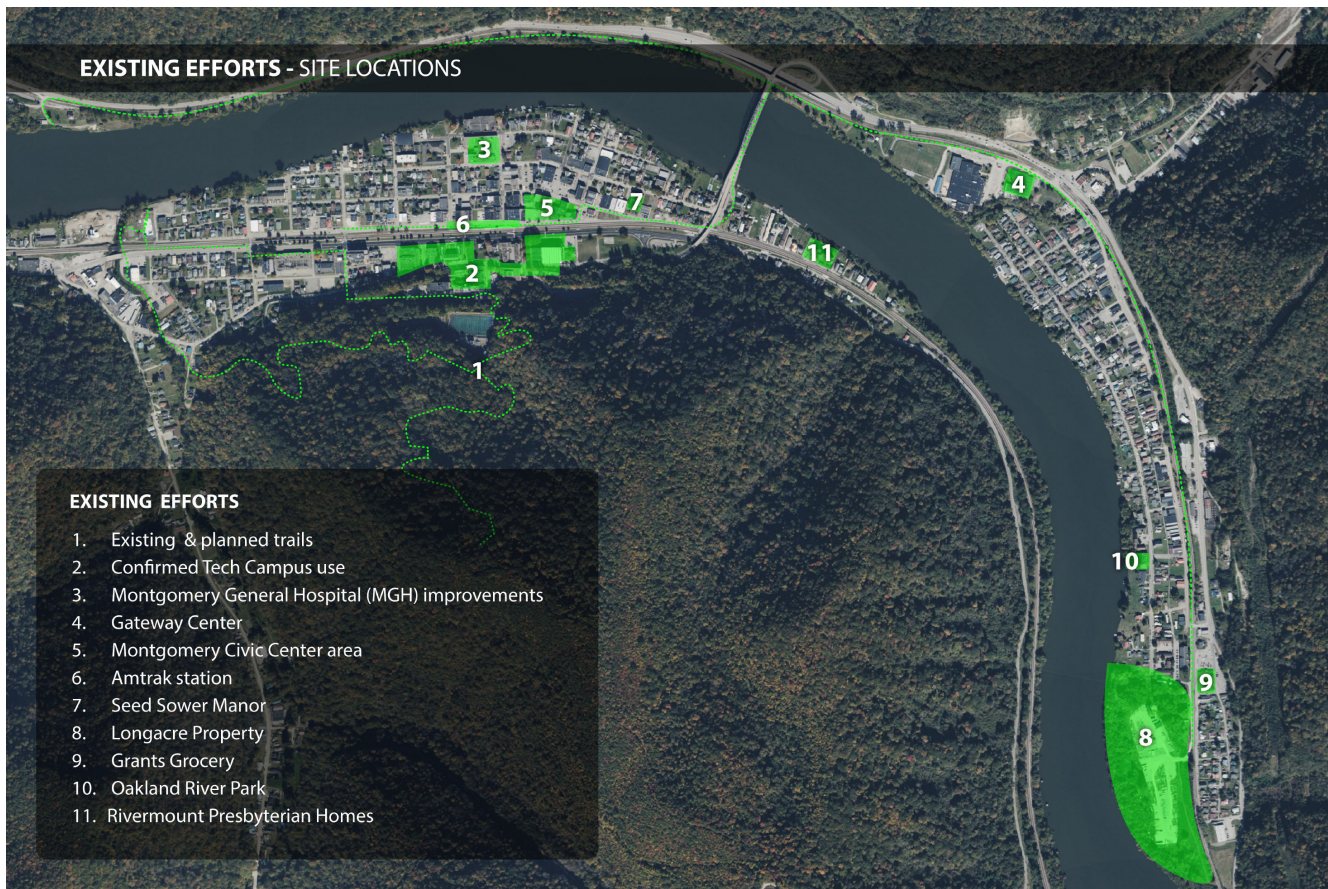 EXISTING EFFORTS - SITE LOCATIONS
3
4
7
5
6
11
2
1
EXISTING EFFORTS
1. Existing & planned trails
2. Confirmed Tech Campus use
3. Montgomery General Hospital (MGH) improvements
4. Gateway Center
5. Montgomery Civic Center area
6. Amtrak station
7. Seed Sower Manor
8. Longacre Property
9. Grants Grocery
10. Oakland River Park
11. Rivermount Presbyterian Homes
10
9
8